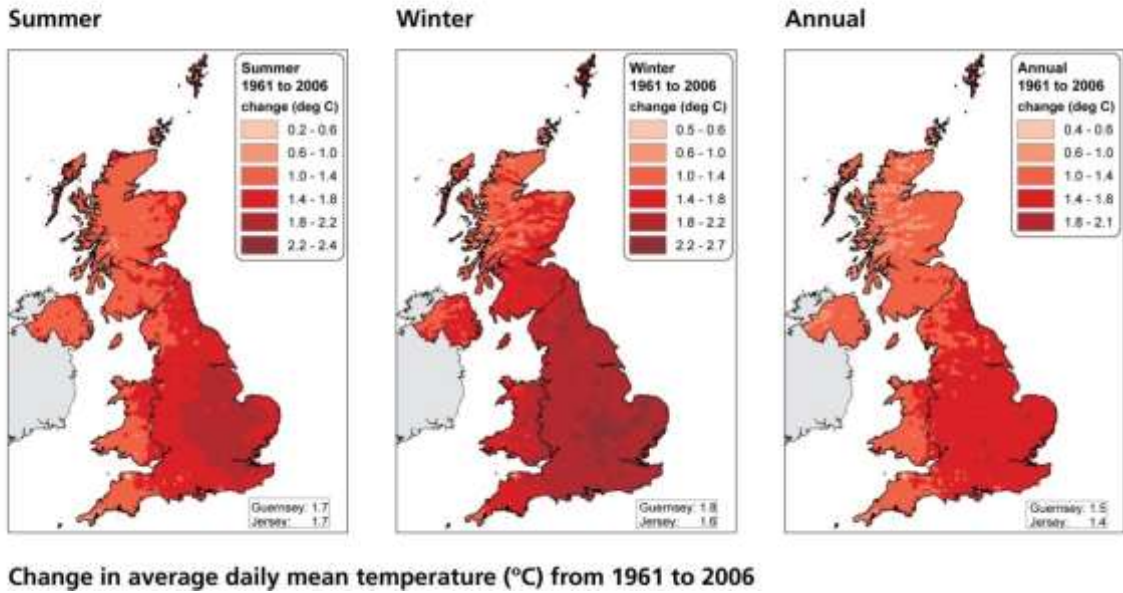 Summer
Winter
Annual
Summer
1961 to 2006
change (deg C)
0.2 - 0.6
0.6 - 1.0
1.0 - 1.4
1.4 - 1.8
1.8 - 2.2
2.2 - 2.4
Guernsey: 1.7
Jersey: 1.7
Winter
1961 to 2006
change (deg C)
0.5 - 0.6
0.6 - 1.0
1.0 - 1.4
1.4 - 1.8
1.8 - 2.2
2.2 - 2.7
Guernsey: 1.8
Jersey: 1.6
Annual
1961 to 2006
change (deg C)
0.4 - 0.6
0.6 - 1.0
1.0 - 1.4
1.4 - 1.8
1.8 - 2.1
Guernsey: 1.5
Jersey: 1.4
Change in average daily mean temperature (ºC) from 1961 to 2006